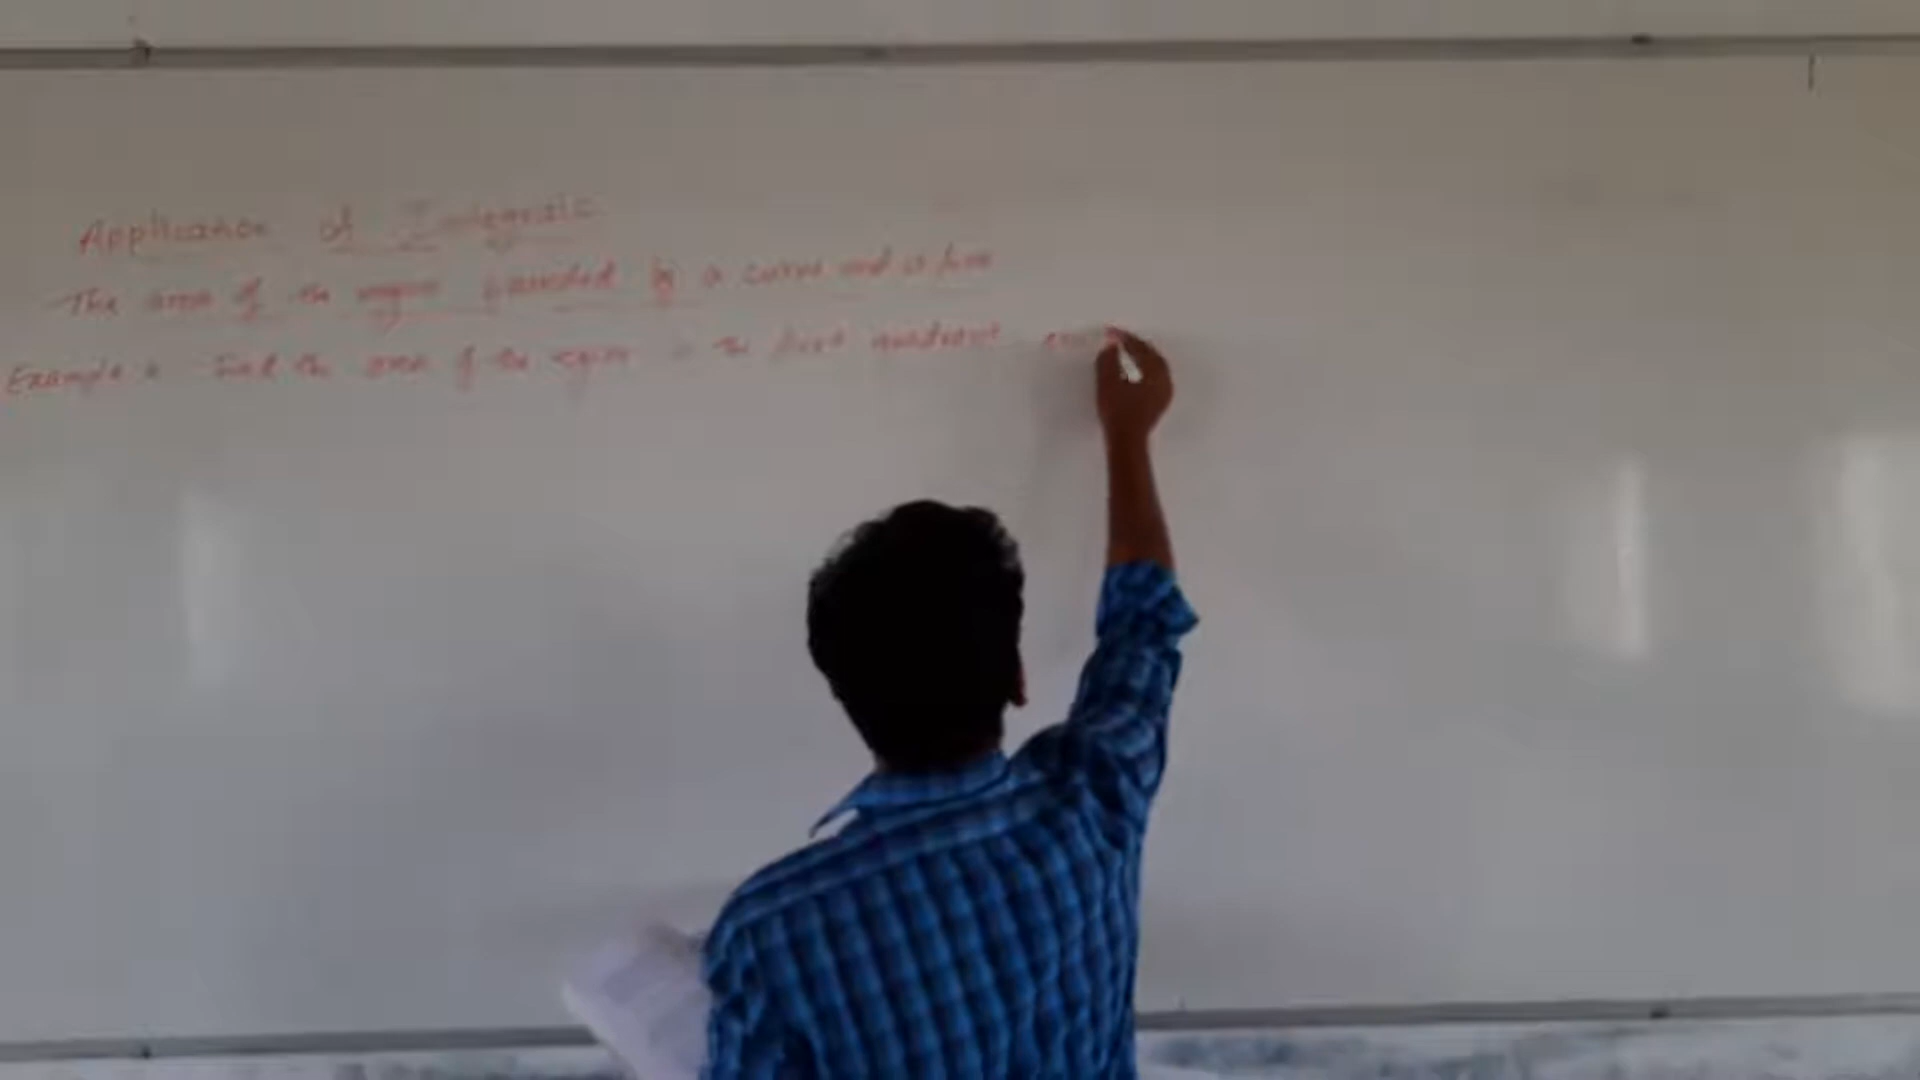 Application of Integrals
The area of the region bounded by a curve and a line
Example : Find the area of the region in the first quadrant